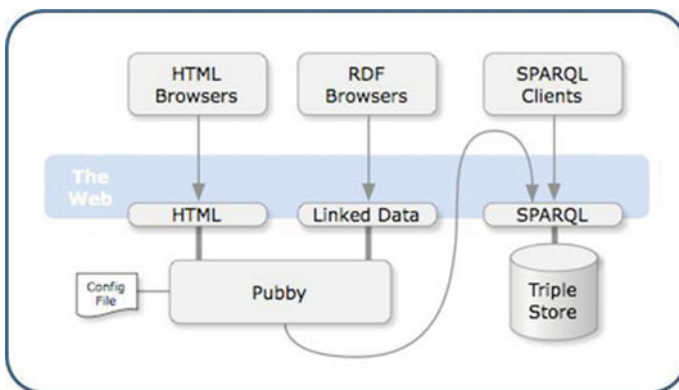 HTML
Browsers
RDF
Browsers
SPARQL
Clients
The
Web
HTML
Linked Data
SPARQL
Config
File
Pubby
Triple
Store